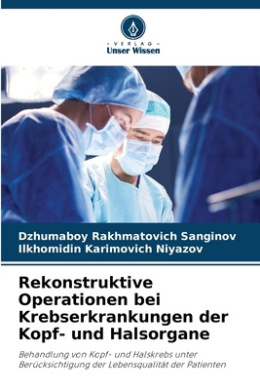 VERLAG
Unser Wissen
Dzhumaboy Rakhmatovich Sanginov
Ilkhomidin Karimovich Niyazov
Rekonstruktive
Operationen bei
Krebserkrankungen der
Kopf- und Halsorgane
Behandlung von Kopf- und Halskrebs unter
Berücksichtigung der Lebensqualität der Patienten